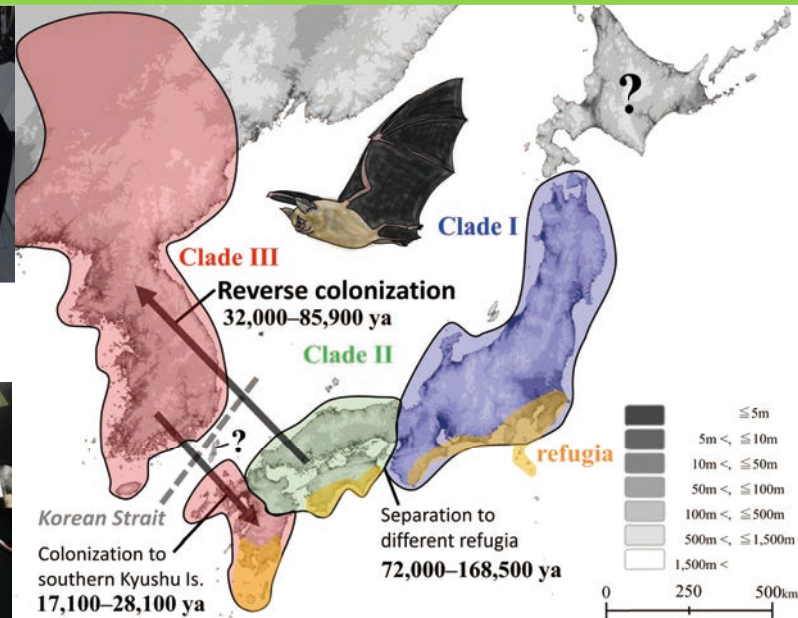 ?
Clade I
Clade III
Reverse colonization
32,000–85,900 ya
Clade II
?
refugia
Korean Strait
Separation to
different refugia
72,000–168,500 ya
Colonization to
southern Kyushu Is.
17,100–28,100 ya
≦5m
5m <, ≦10m
10m <, ≦50m
50m <, ≦100m
100m <, ≦500m
500m <, ≦1,500m
1,500m <
0 250 500km